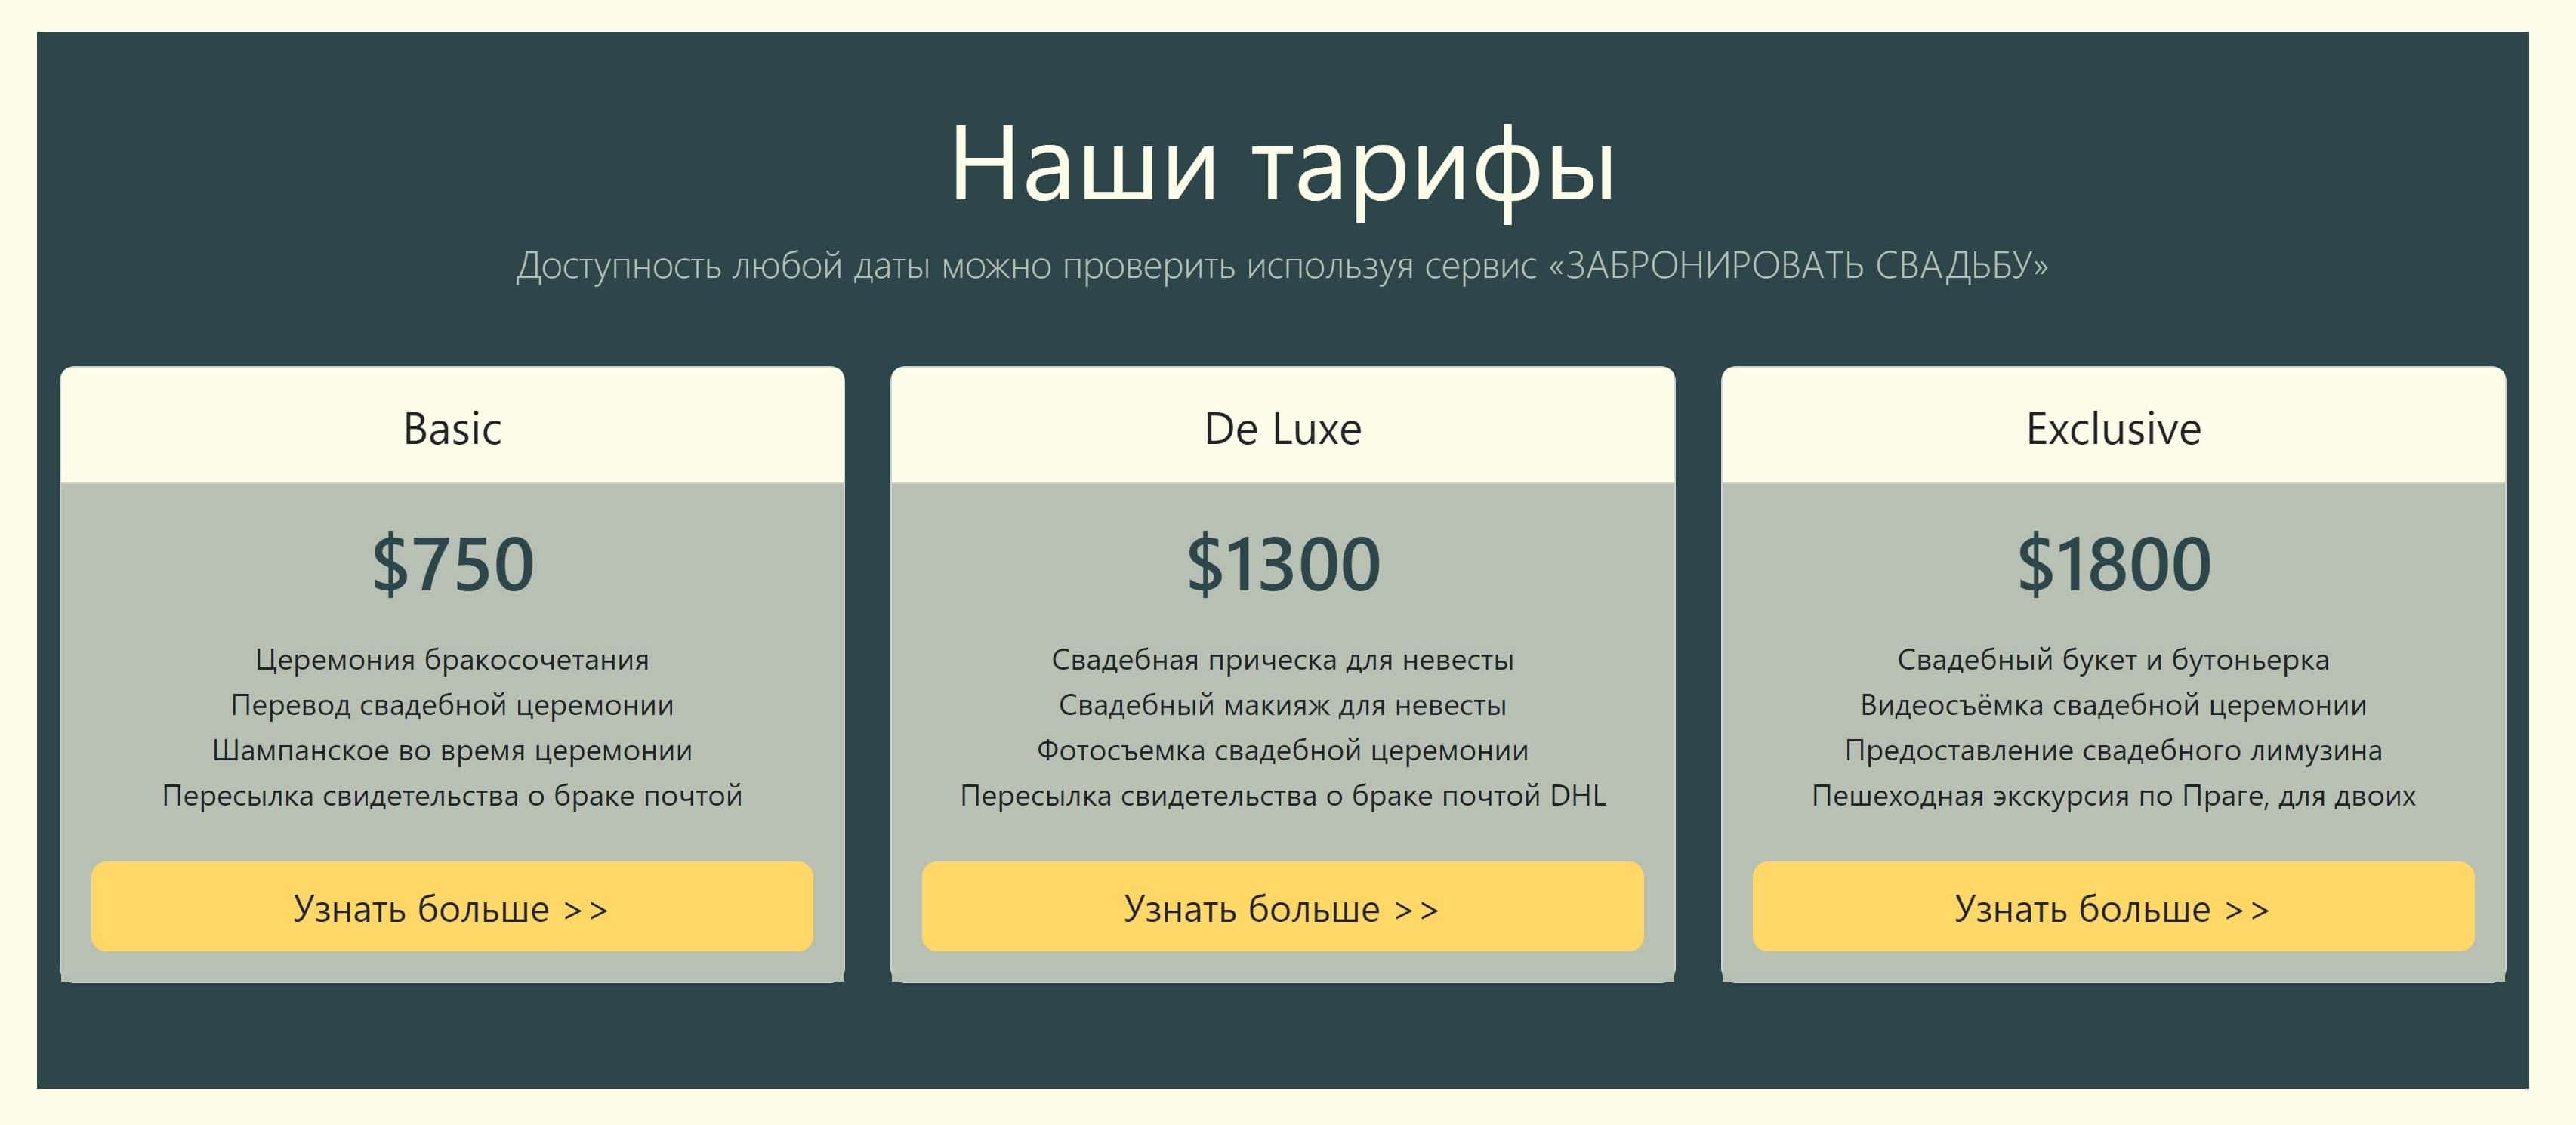 Наши тарифы
Доступность любой даты можно проверить используя сервис «ЗАБРОНИРОВАТЬ СВАДЬБУ»
Basic
$750
Церемония бракосочетания
Перевод свадебной церемонии
Шампанское во время церемонии
Пересылка свидетельства о браке почтой
Узнать больше >>
De Luxe
$1300
Свадебная прическа для невесты
Свадебный макияж для невесты
Фотосъемка свадебной церемонии
Пересылка свидетельства о браке почтой DHL
Узнать больше >>
Exclusive
$1800
Свадебный букет и бутоньерка
Видеосъёмка свадебной церемонии
Предоставление свадебного лимузина
Пешеходная экскурсия по Праге, для двоих
Узнать больше >>